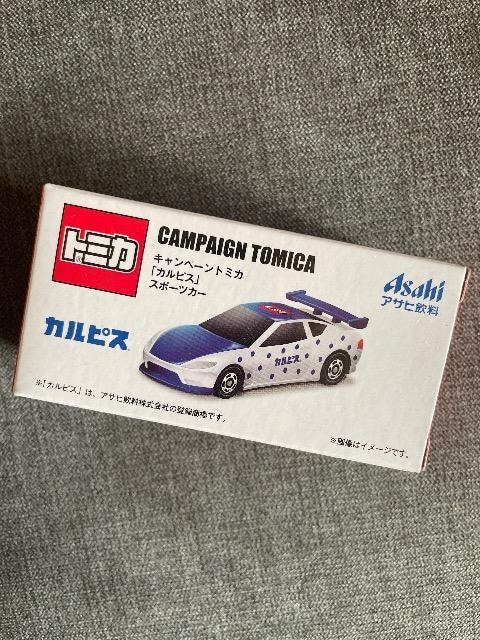 トミカ
CAMPAIGN TOMICA
キャンペーントミカ
「カルピス」
スポーツカー
Asahi
アサヒ飲料
カルピス
カルピス
※「カルピス」は、アサヒ飲料株式会社の登録商標です。
※画像はイメージです。